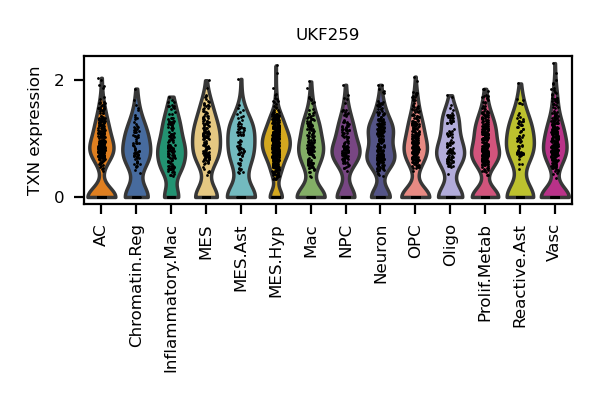 UKF259
TXN expression
2
0
AC
Chromatin.Reg
Inflammatory.Mac
MES
MES.Ast
MES.Hyp
Mac
NPC
Neuron
OPC
Oligo
Prolif.Metab
Reactive.Ast
Vasc